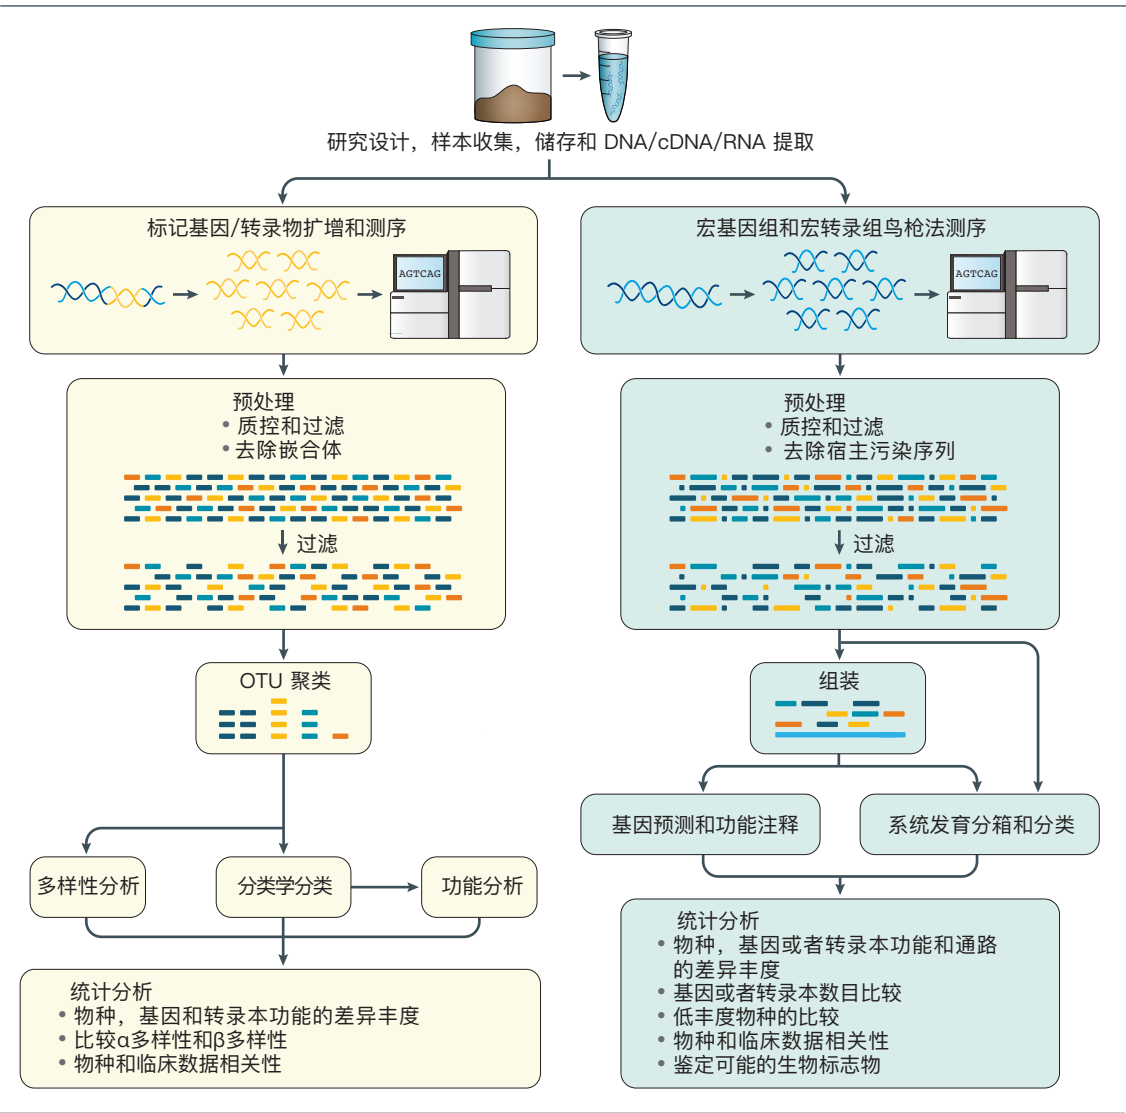 研究设计，样本收集，储存和 DNA/cDNA/RNA 提取
标记基因/转录物扩增和测序
AGTCAG
预处理
• 质控和过滤
• 去除嵌合体
过滤
OTU 聚类
多样性分析
分类学分类
功能分析
统计分析
• 物种，基因和转录本功能的差异丰度
• 比较α多样性和β多样性
• 物种和临床数据相关性
宏基因组和宏转录组鸟枪法测序
AGTCAG
预处理
• 质控和过滤
• 去除宿主污染序列
过滤
组装
基因预测和功能注释
系统发育分箱和分类
统计分析
• 物种，基因或者转录本功能和通路
的差异丰度
• 基因或者转录本数目比较
• 低丰度物种的比较
• 物种和临床数据相关性
• 鉴定可能的生物标志物